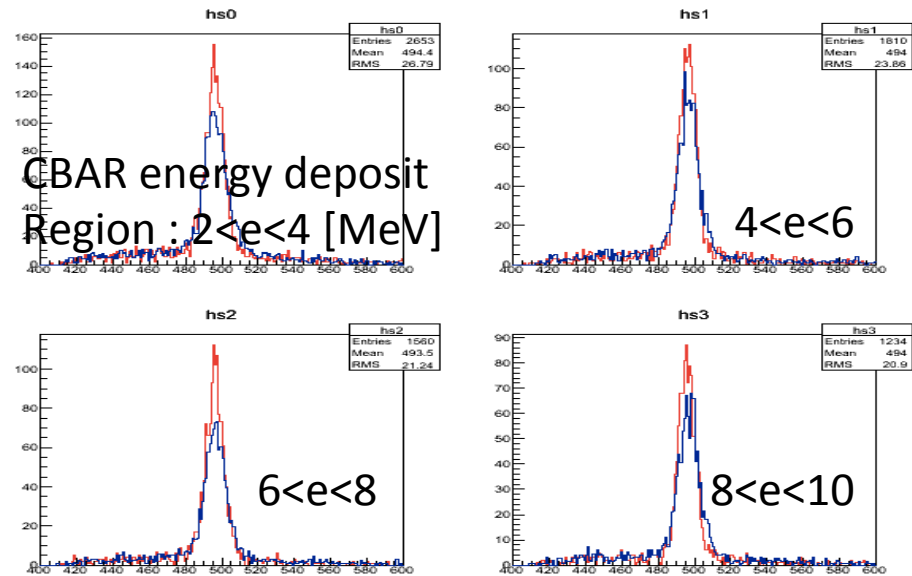 hs0
hs0
Entries 2653
Mean 494.4
RMS 26.79
160
140
120
100
80
60
40
20
0
400 420 440 460 480 500 520 540 560 580 600
CBAR energy deposit
Region : 2<e<4 [MeV]
hs1
hs1
Entries 1810
Mean 494
RMS 23.86
100
80
60
40
20
0
400 420 440 460 480 500 520 540 560 580 600
4<e<6
hs2
hs2
Entries 1560
Mean 493.5
RMS 21.24
100
80
60
40
20
0
400 420 440 460 480 500 520 540 560 580 600
6<e<8
hs3
hs3
Entries 1234
Mean 494
RMS 20.9
90
80
70
60
50
40
30
20
10
0
400 420 440 460 480 500 520 540 560 580 600
8<e<10